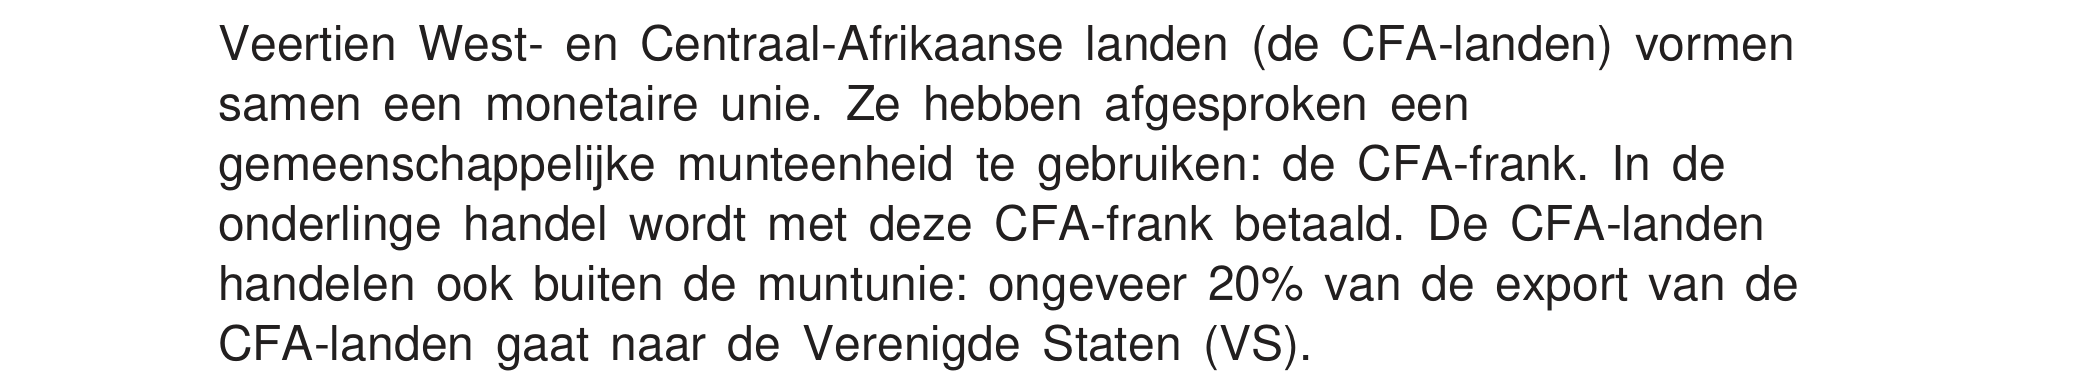 Veertien West- en Centraal-Afrikaanse landen (de CFA-landen) vormen
samen een monetaire unie. Ze hebben afgesproken een
gemeenschappelijke munteenheid te gebruiken: de CFA-frank. In de
onderlinge handel wordt met deze CFA-frank betaald. De CFA-landen
handelen ook buiten de muntunie: ongeveer 20% van de export van de
CFA-landen gaat naar de Verenigde Staten (VS).